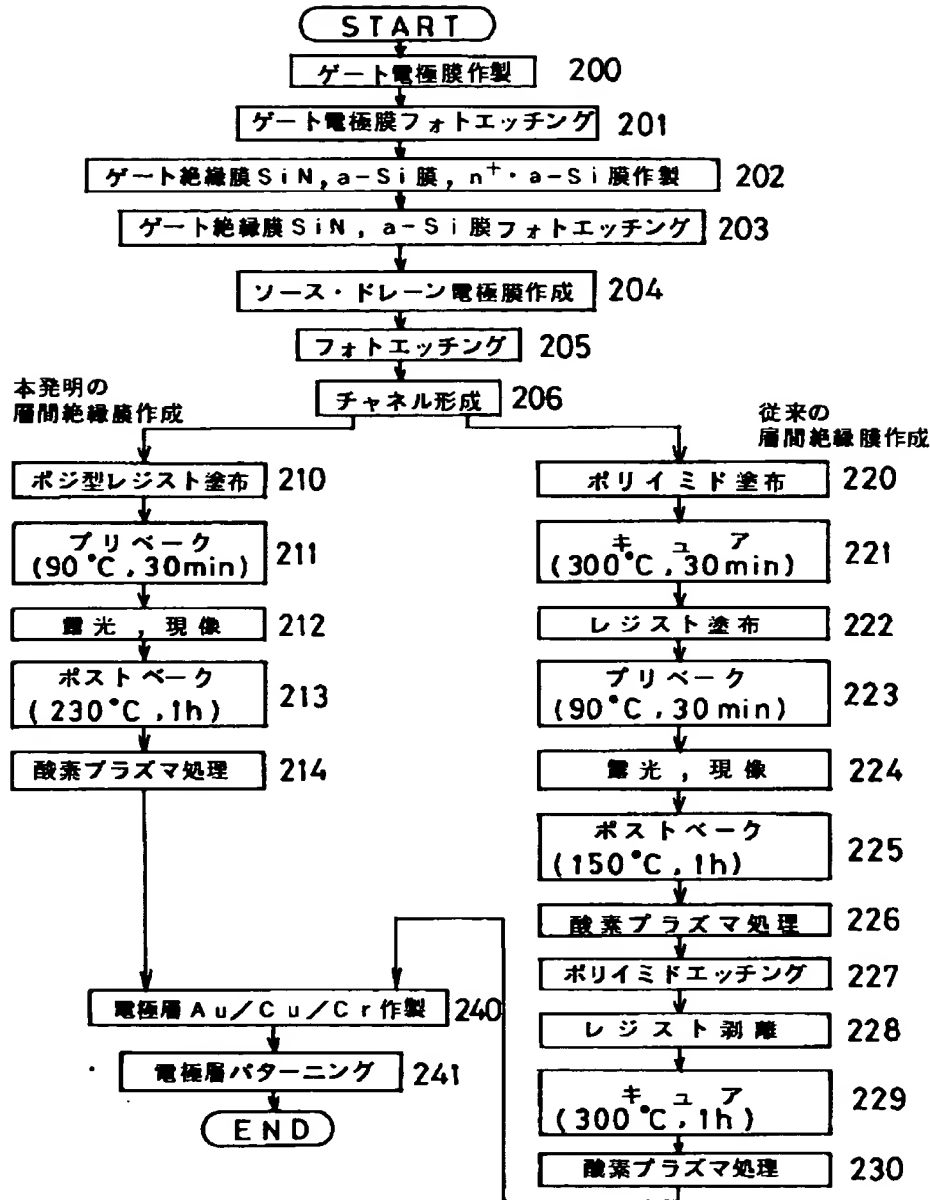 START
ゲート電極膜作製 200
ゲート電極膜フォトエッチング 201
ゲート絶縁膜SiN,a-Si膜,n⁺・a-Si膜作製 202
ゲート絶縁膜SiN,a-Si膜フォトエッチング 203
ソース・ドレーン電極膜作成 204
フォトエッチング 205
チャネル形成 206
本発明の
層間絶縁膜作成
ポジ型レジスト塗布 210
プリベーク
(90℃,30min) 211
露光,現像 212
ポストベーク
(230℃,1h) 213
酸素プラズマ処理 214
従来の
層間絶縁膜作成
ポリイミド塗布 220
キュア
(300℃,30min) 221
レジスト塗布 222
プリベーク
(90℃,30min) 223
露光,現像 224
ポストベーク
(150℃,1h) 225
酸素プラズマ処理 226
ポリイミドエッチング 227
レジスト剥離 228
キュア
(300℃,1h) 229
酸素プラズマ処理 230
電極層Au/Cu/Cr作製 240
電極層パターニング 241
END